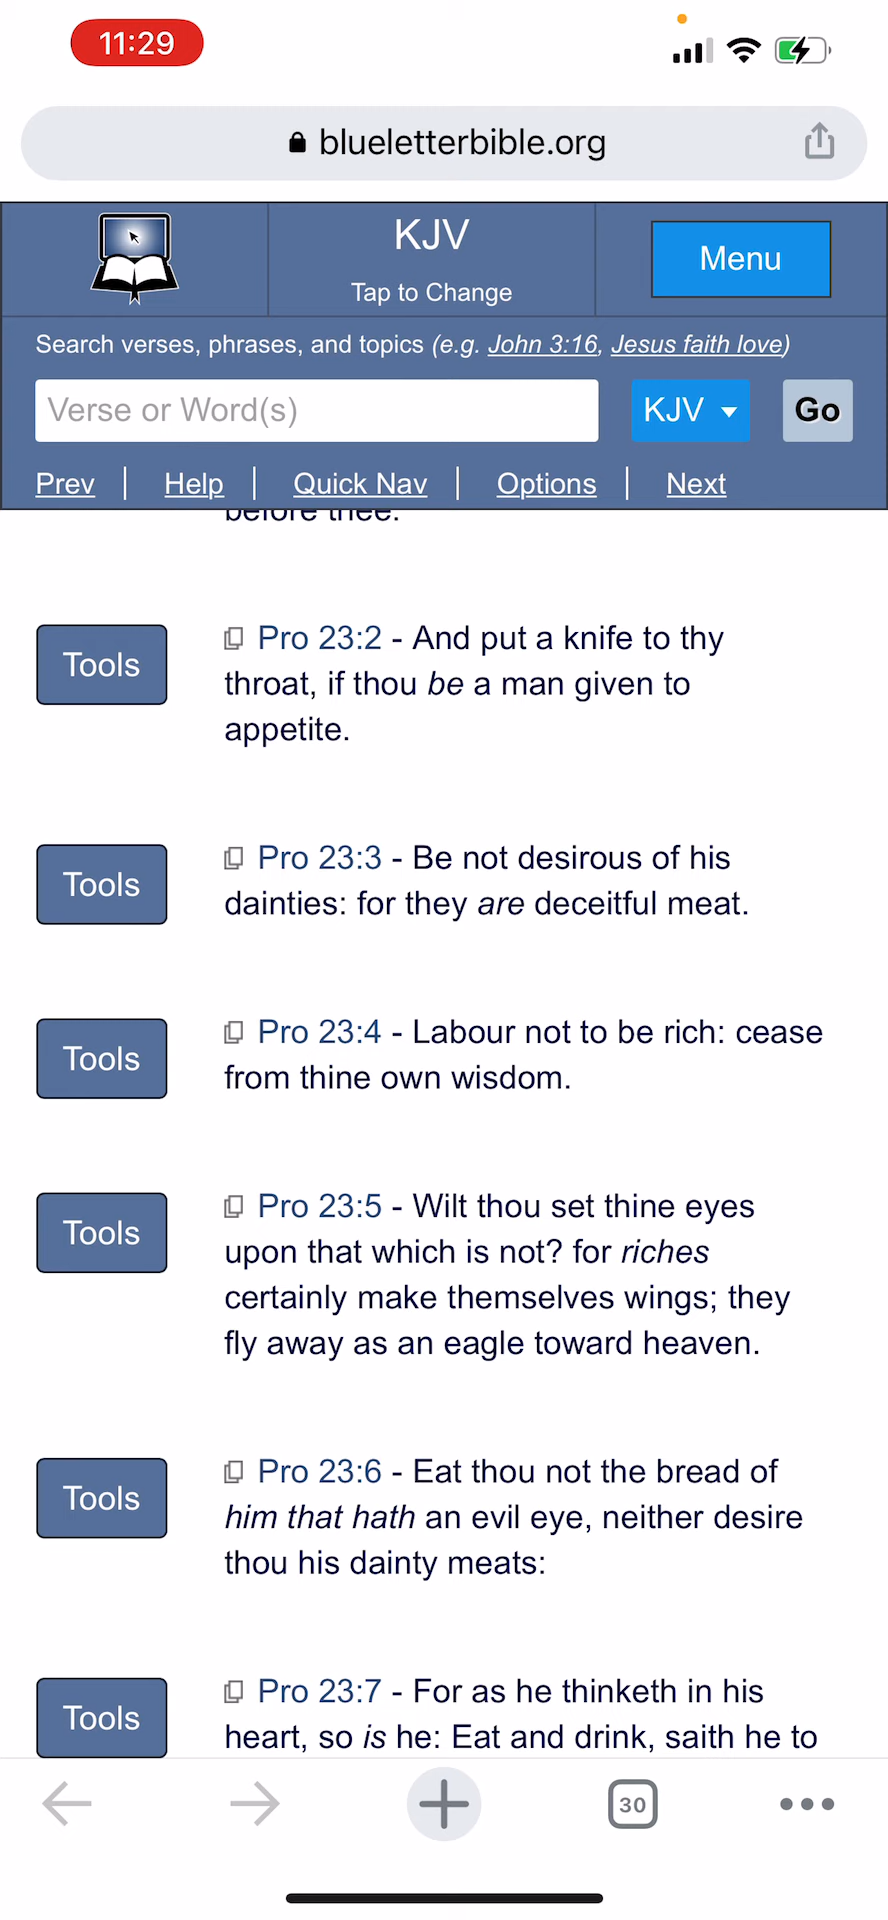 11:29
blueletterbible.org
KJV
Tap to Change
Menu
Search verses, phrases, and topics (e.g. John 3:16, Jesus faith love)
Verse or Word(s)
KJV
Go
Prev | Help | Quick Nav | Options | Next
before thee:
Tools
Pro 23:2 - And put a knife to thy
throat, if thou be a man given to
appetite.
Tools
Pro 23:3 - Be not desirous of his
dainties: for they are deceitful meat.
Tools
Pro 23:4 - Labour not to be rich: cease
from thine own wisdom.
Tools
Pro 23:5 - Wilt thou set thine eyes
upon that which is not? for riches
certainly make themselves wings; they
fly away as an eagle toward heaven.
Tools
Pro 23:6 - Eat thou not the bread of
him that hath an evil eye, neither desire
thou his dainty meats:
Tools
Pro 23:7 - For as he thinketh in his
heart, so is he: Eat and drink, saith he to
30